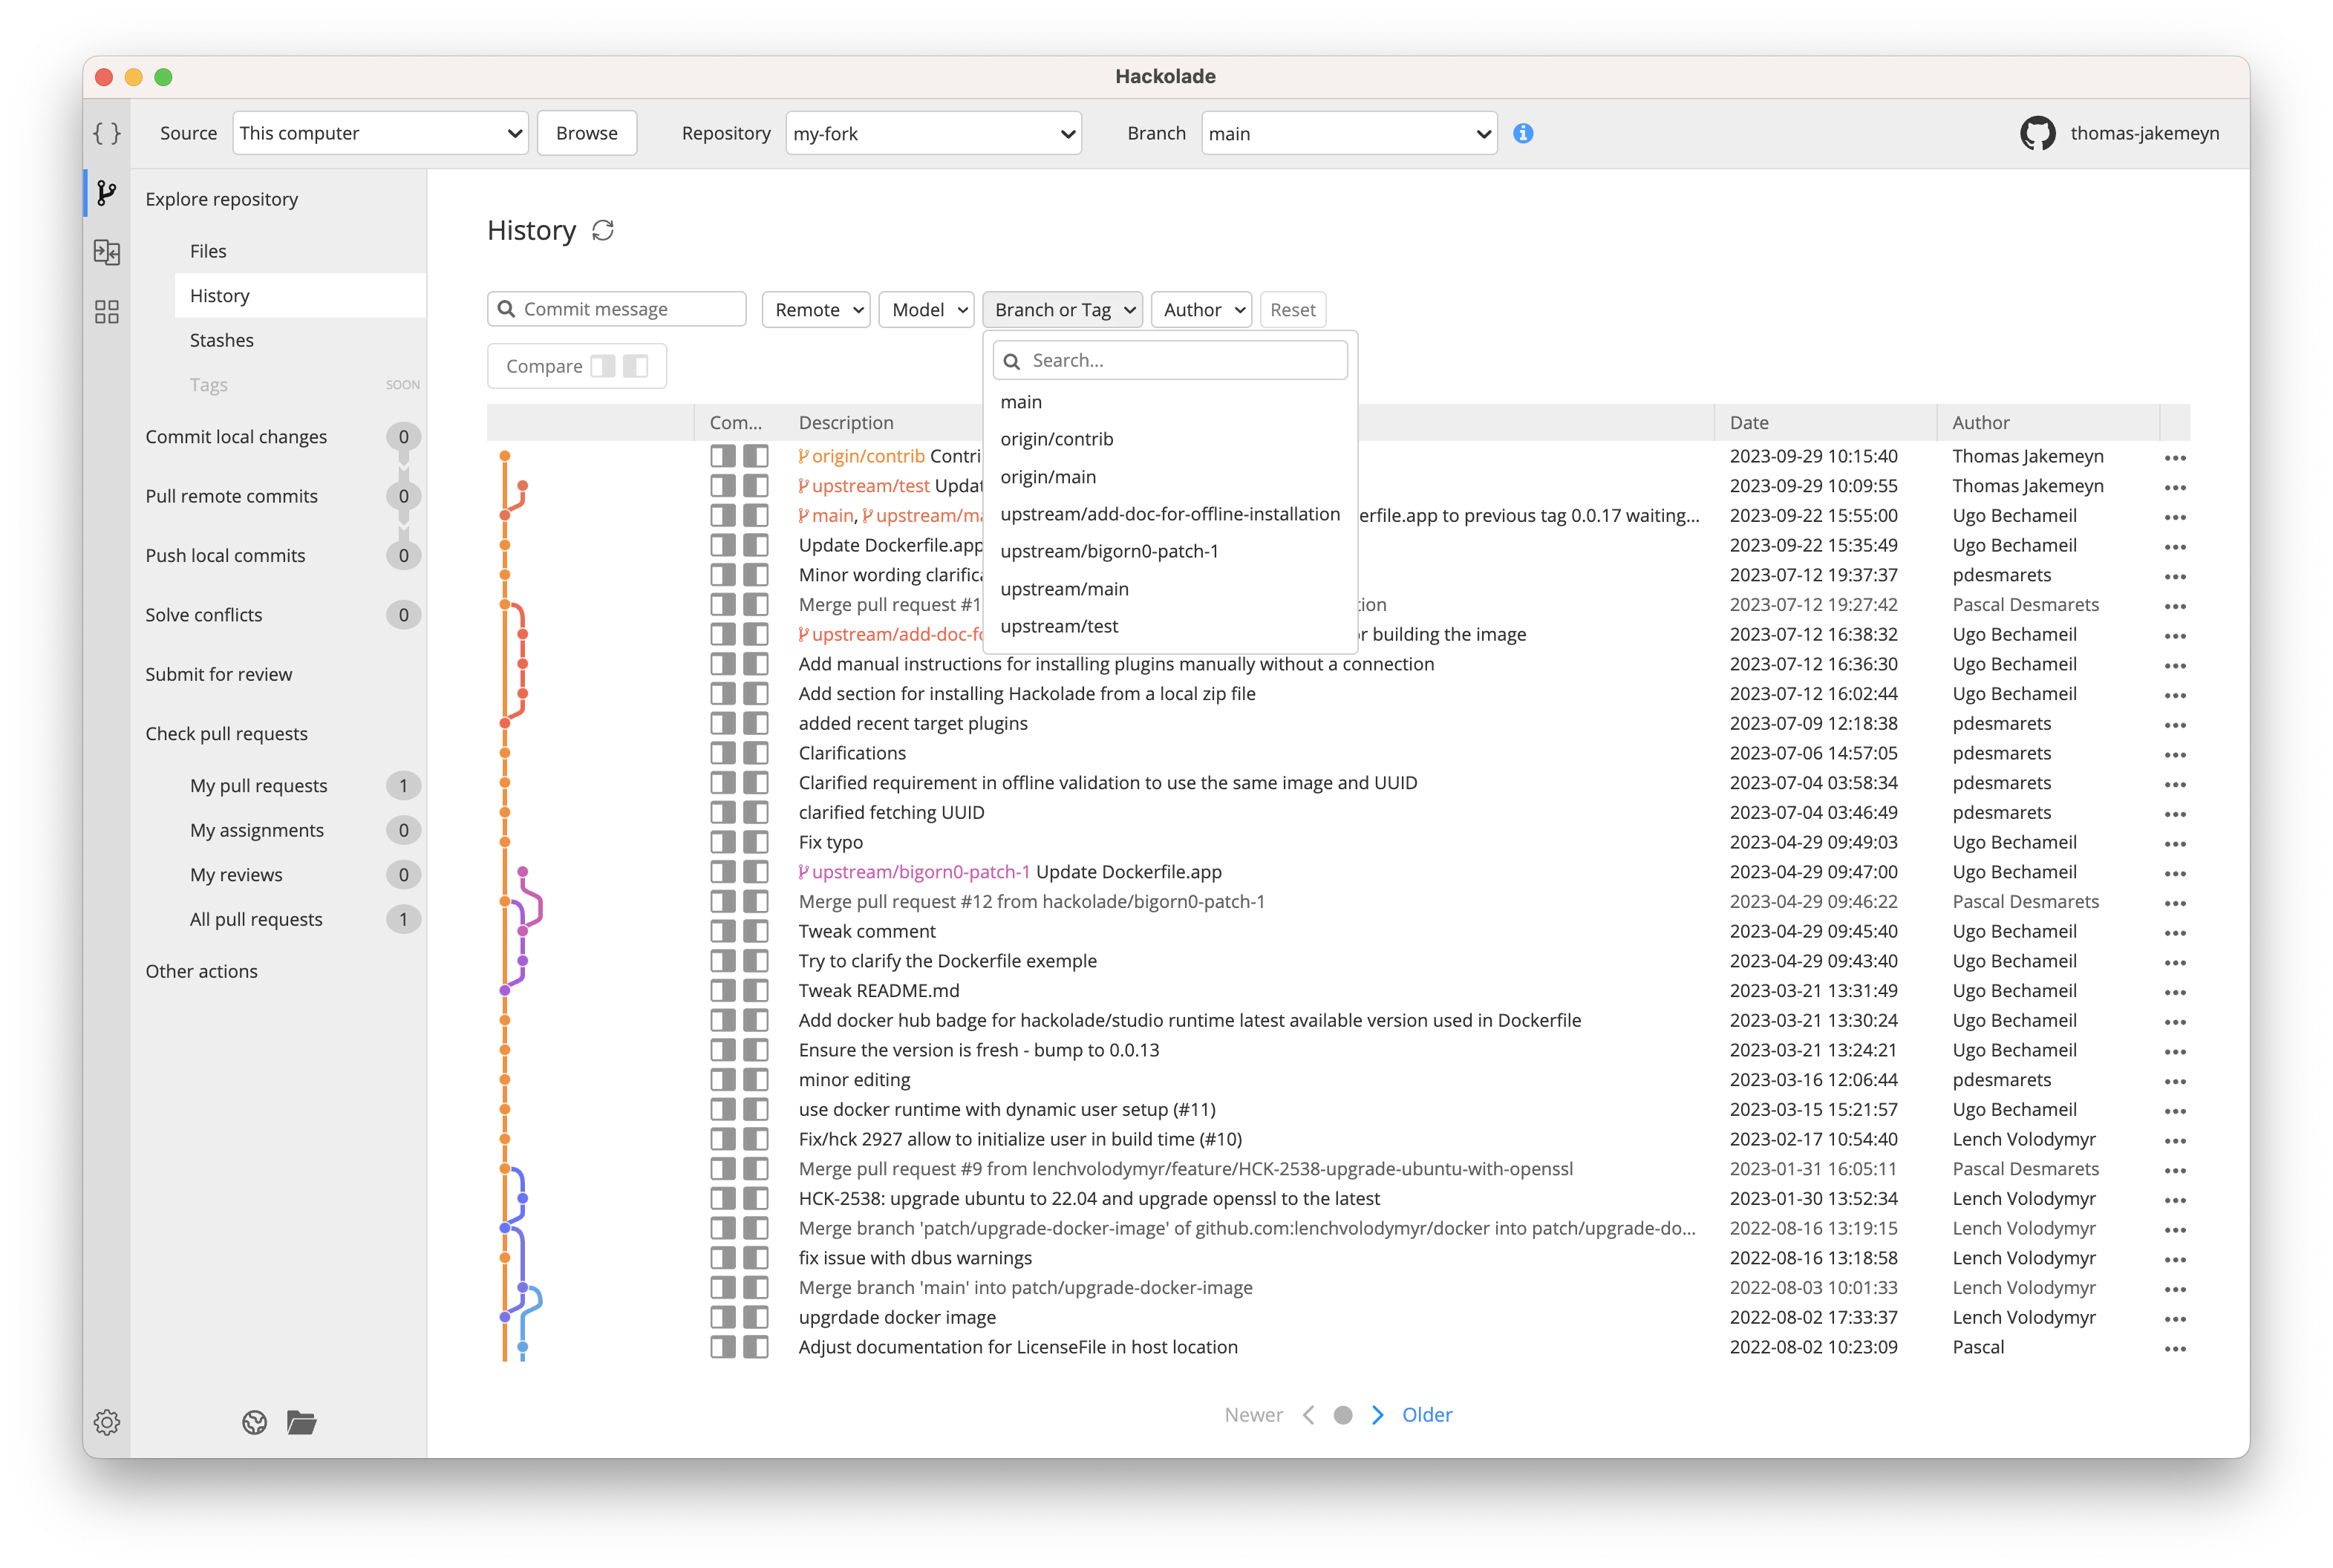 Hackolade
Source This computer Browse Repository my-fork Branch main thomas-jakemeyn
Explore repository
Files
History
Stashes
Tags SOON
Commit local changes 0
Pull remote commits 0
Push local commits 0
Solve conflicts 0
Submit for review
Check pull requests
My pull requests 1
My assignments 0
My reviews 0
All pull requests 1
Other actions
History
Commit message Remote Model Branch or Tag Author Reset
Compare
Search...
main
origin/contrib
origin/main
upstream/add-doc-for-offline-installation
upstream/bigorn0-patch-1
upstream/main
upstream/test
Com... Description Date Author
origin/contrib Contri 2023-09-29 10:15:40 Thomas Jakemeyn
upstream/test Updat 2023-09-29 10:09:55 Thomas Jakemeyn
main, upstream/ma erfile.app to previous tag 0.0.17 waiting... 2023-09-22 15:55:00 Ugo Bechameil
Update Dockerfile.app 2023-09-22 15:35:49 Ugo Bechameil
Minor wording clarifica 2023-07-12 19:37:37 pdesmarets
Merge pull request #1 tion 2023-07-12 19:27:42 Pascal Desmarets
upstream/add-doc-fo or building the image 2023-07-12 16:38:32 Ugo Bechameil
Add manual instructions for installing plugins manually without a connection 2023-07-12 16:36:30 Ugo Bechameil
Add section for installing Hackolade from a local zip file 2023-07-12 16:02:44 Ugo Bechameil
added recent target plugins 2023-07-09 12:18:38 pdesmarets
Clarifications 2023-07-06 14:57:05 pdesmarets
Clarified requirement in offline validation to use the same image and UUID 2023-07-04 03:58:34 pdesmarets
clarified fetching UUID 2023-07-04 03:46:49 pdesmarets
Fix typo 2023-04-29 09:49:03 Ugo Bechameil
upstream/bigorn0-patch-1 Update Dockerfile.app 2023-04-29 09:47:00 Ugo Bechameil
Merge pull request #12 from hackolade/bigorn0-patch-1 2023-04-29 09:46:22 Pascal Desmarets
Tweak comment 2023-04-29 09:45:40 Ugo Bechameil
Try to clarify the Dockerfile exemple 2023-04-29 09:43:40 Ugo Bechameil
Tweak README.md 2023-03-21 13:31:49 Ugo Bechameil
Add docker hub badge for hackolade/studio runtime latest available version used in Dockerfile 2023-03-21 13:30:24 Ugo Bechameil
Ensure the version is fresh - bump to 0.0.13 2023-03-21 13:24:21 Ugo Bechameil
minor editing 2023-03-16 12:06:44 pdesmarets
use docker runtime with dynamic user setup (#11) 2023-03-15 15:21:57 Ugo Bechameil
Fix/hck 2927 allow to initialize user in build time (#10) 2023-02-17 10:54:40 Lench Volodymyr
Merge pull request #9 from lenchvolodymyr/feature/HCK-2538-upgrade-ubuntu-with-openssl 2023-01-31 16:05:11 Pascal Desmarets
HCK-2538: upgrade ubuntu to 22.04 and upgrade openssl to the latest 2023-01-30 13:52:34 Lench Volodymyr
Merge branch 'patch/upgrade-docker-image' of github.com:lenchvolodymyr/docker into patch/upgrade-do... 2022-08-16 13:19:15 Lench Volodymyr
fix issue with dbus warnings 2022-08-16 13:18:58 Lench Volodymyr
Merge branch 'main' into patch/upgrade-docker-image 2022-08-03 10:01:33 Lench Volodymyr
upgrdade docker image 2022-08-02 17:33:37 Lench Volodymyr
Adjust documentation for LicenseFile in host location 2022-08-02 10:23:09 Pascal
Newer Older